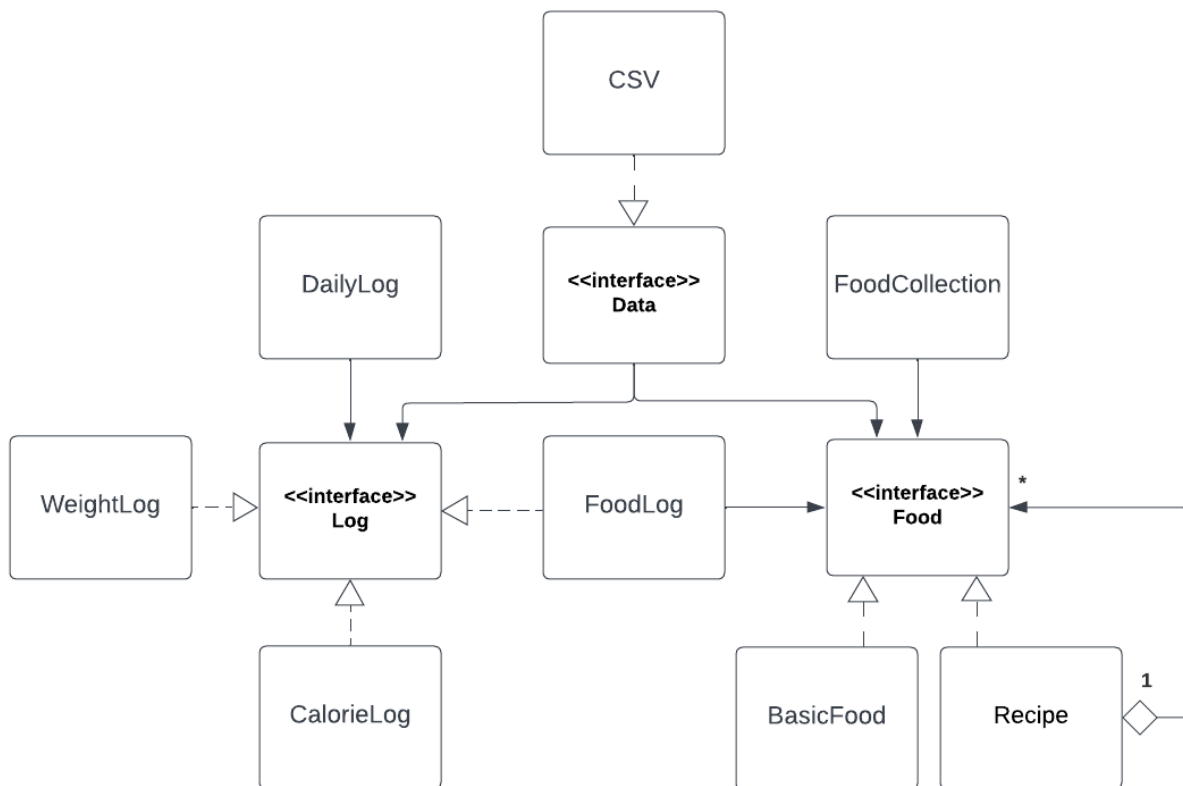 CSV
DailyLog
<<interface>>
Data
FoodCollection
WeightLog
<<interface>>
Log
FoodLog
<<interface>>
Food
*
CalorieLog
BasicFood
Recipe
1